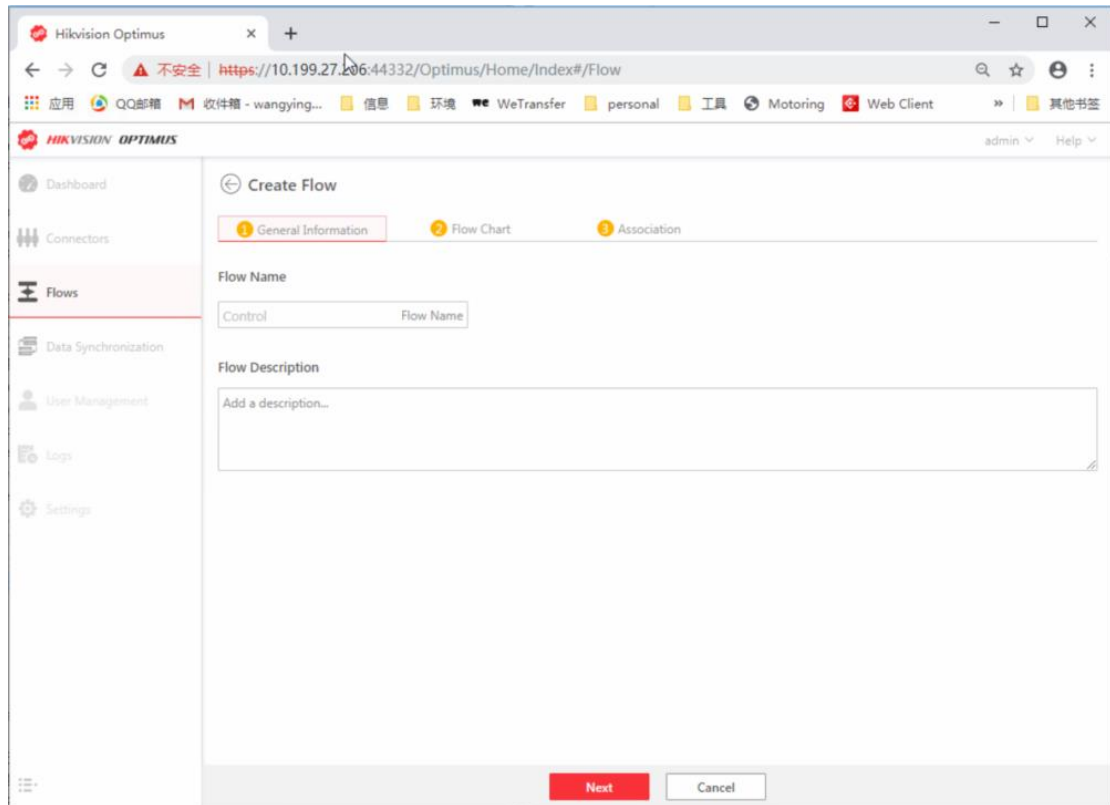 Hikvision Optimus
不安全 | https://10.199.27.206:44332/Optimus/Home/Index#/Flow
应用 QQ邮箱 收件箱 - wangying... 信息 环境 we WeTransfer personal 工具 Motoring Web Client » 其他书签
HIKVISION OPTIMUS admin Help
Dashboard
Create Flow
1 General Information 2 Flow Chart 3 Association
Connectors
Flow Name
Flows
Control Flow Name
Data Synchronization
Flow Description
User Management
Add a description...
Logs
Settings
Next Cancel